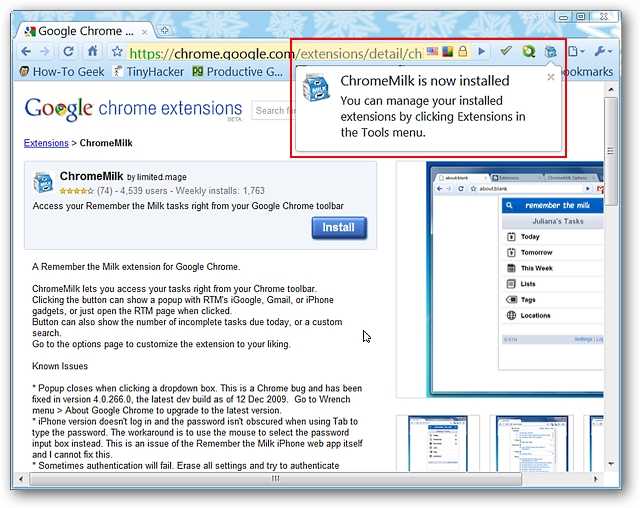 Google Chrome ...
https://chrome.google.com/extensions/detail/ch
How-To Geek TinyHacker Productive G...
bookmarks
ChromeMilk is now installed
You can manage your installed
extensions by clicking Extensions in
the Tools menu.
Google chrome extensions
BETA
Search for
Extensions > ChromeMilk
ChromeMilk by limited.mage
(74) - 4,539 users - Weekly installs: 1,763
Access your Remember the Milk tasks right from your Google Chrome toolbar
Install
A Remember the Milk extension for Google Chrome.
ChromeMilk lets you access your tasks right from your Chrome toolbar.
Clicking the button can show a popup with RTM's iGoogle, Gmail, or iPhone
gadgets, or just open the RTM page when clicked.
Button can also show the number of incomplete tasks due today, or a custom
search.
Go to the options page to customize the extension to your liking.
Known Issues
* Popup closes when clicking a dropdown box. This is a Chrome bug and has been
fixed in version 4.0.266.0, the latest dev build as of 12 Dec 2009. Go to Wrench
menu > About Google Chrome to upgrade to the latest version.
* iPhone version doesn't log in and the password isn't obscured when using Tab to
type the password. The workaround is to use the mouse to select the password
input box instead. This is an issue of the Remember the Milk iPhone web app itself
and I cannot fix this.
* Sometimes authentication will fail. Erase all settings and try to authenticate
about:blank Extensions ChromeMilk Options
about:blank
remember the milk
Juliana's Tasks
Today
Tomorrow
This Week
Lists
Tags
Locations
Settings